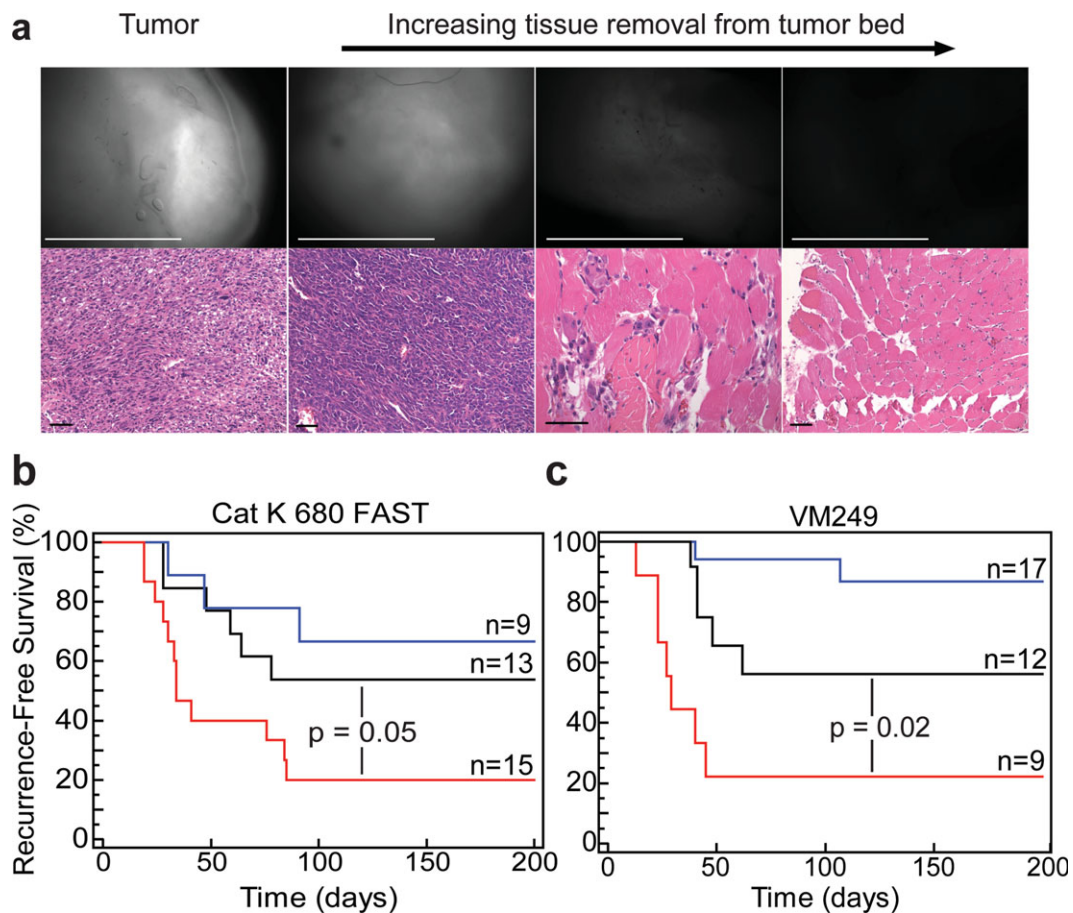 a
Tumor
Increasing tissue removal from tumor bed
b
Cat K 680 FAST
Recurrence-Free Survival (%)
100
80
60
40
20
0
n=9
n=13
p = 0.05
n=15
0
50
100
150
200
Time (days)
c
VM249
100
80
60
40
20
0
n=17
n=12
p = 0.02
n=9
0
50
100
150
200
Time (days)